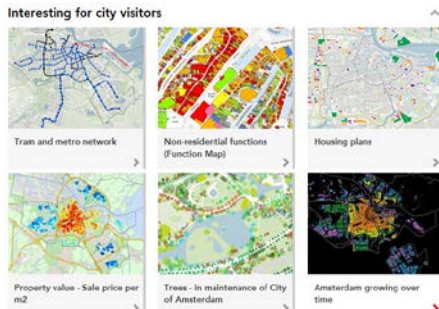 Interesting for city visitors
Tram and metro network
Non-residential functions
(Function Map)
Housing plans
Property value - Sale price per
m2
Trees - in maintenance of City
of Amsterdam
Amsterdam growing over
time